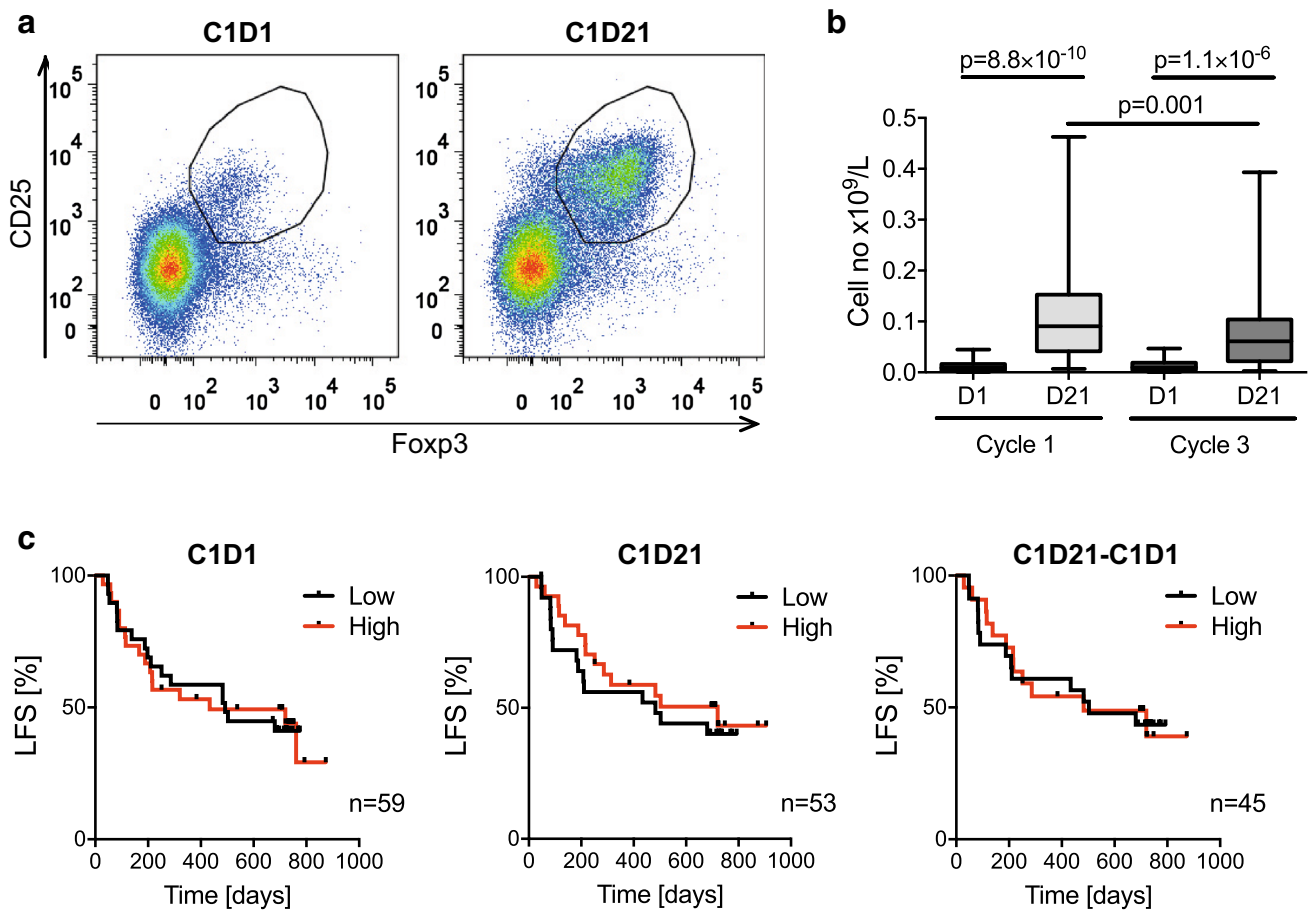 a
C1D1
C1D21
10^5
10^4
10^3
10^2
0
10^5
10^4
10^3
10^2
0
CD25
0 10^2 10^3 10^4 10^5
0 10^2 10^3 10^4 10^5
Foxp3
b
p=8.8×10^-10
p=1.1×10^-6
p=0.001
0.5
0.4
0.3
0.2
0.1
0.0
Cell no x10^9/L
D1 D21 D1 D21
Cycle 1 Cycle 3
c
C1D1
100
50
0
LFS [%]
Low
High
n=59
0 200 400 600 800 1000
Time [days]
C1D21
100
50
0
LFS [%]
Low
High
n=53
0 200 400 600 800 1000
Time [days]
C1D21-C1D1
100
50
0
LFS [%]
Low
High
n=45
0 200 400 600 800 1000
Time [days]